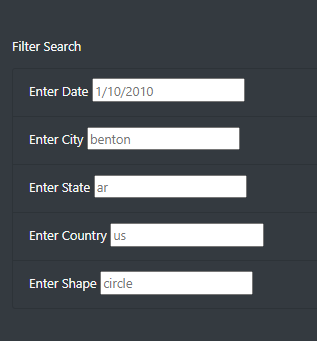 Filter Search
Enter Date 1/10/2010
Enter City benton
Enter State ar
Enter Country us
Enter Shape circle